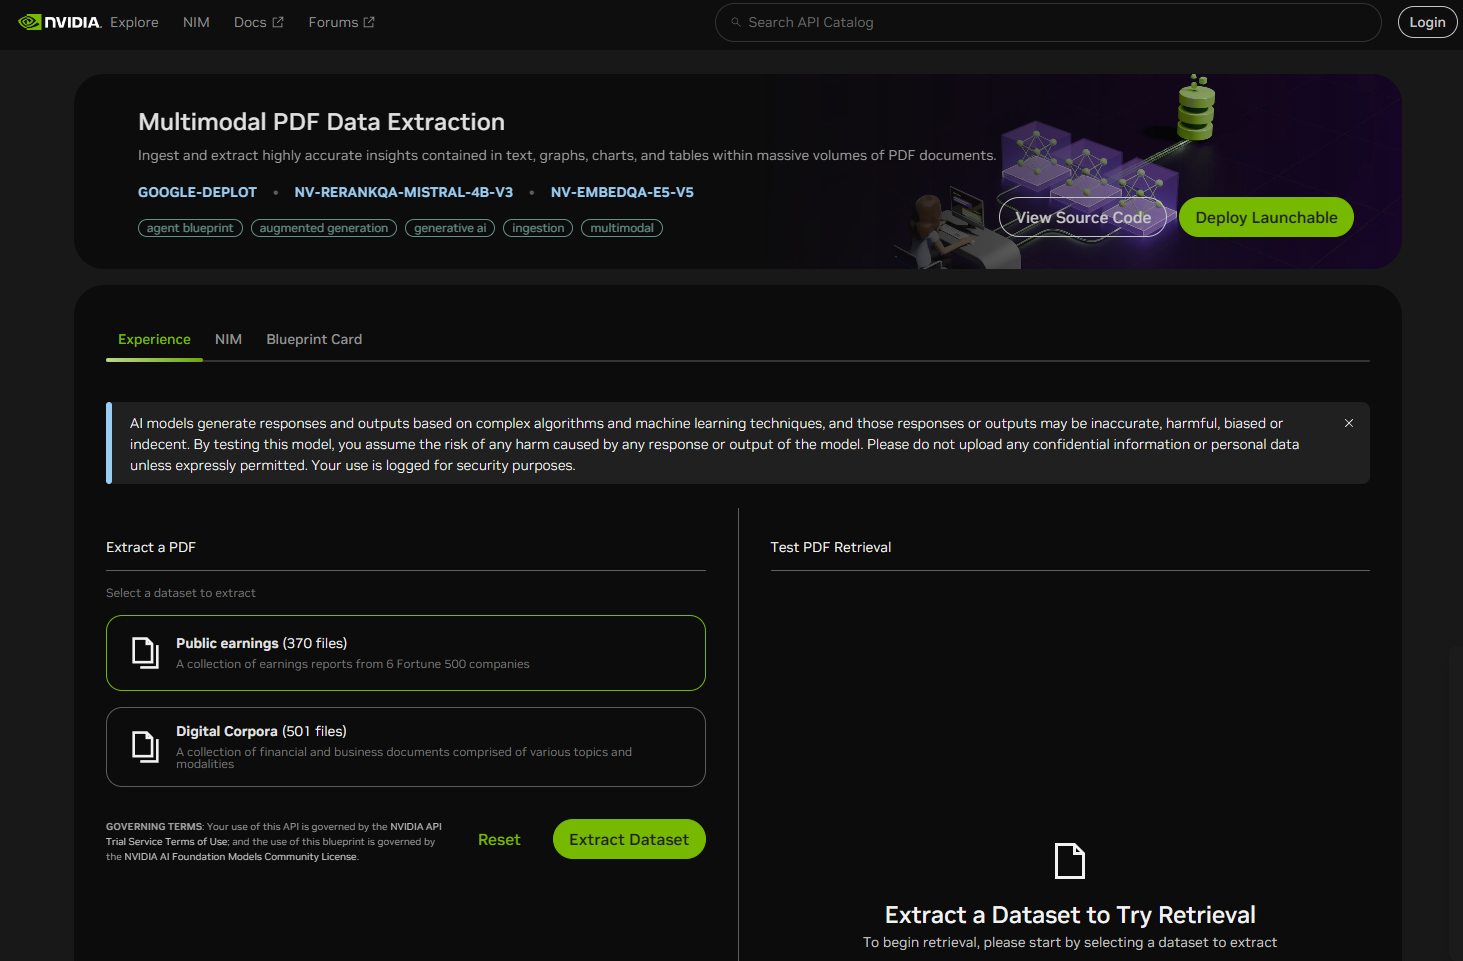 NVIDIA. Explore NIM Docs Forums Search API Catalog Login
Multimodal PDF Data Extraction
Ingest and extract highly accurate insights contained in text, graphs, charts, and tables within massive volumes of PDF documents.
GOOGLE-DEPLOT • NV-RERANKQA-MISTRAL-4B-V3 • NV-EMBEDQA-E5-V5
View Source Code Deploy Launchable
agent blueprint augmented generation generative ai ingestion multimodal
Experience NIM Blueprint Card
AI models generate responses and outputs based on complex algorithms and machine learning techniques, and those responses or outputs may be inaccurate, harmful, biased or
indecent. By testing this model, you assume the risk of any harm caused by any response or output of the model. Please do not upload any confidential information or personal data
unless expressly permitted. Your use is logged for security purposes.
Extract a PDF
Select a dataset to extract
Public earnings (370 files)
A collection of earnings reports from 6 Fortune 500 companies
Digital Corpora (501 files)
A collection of financial and business documents comprised of various topics and
modalities
GOVERNING TERMS: Your use of this API is governed by the NVIDIA API
Trial Service Terms of Use; and the use of this blueprint is governed by
the NVIDIA AI Foundation Models Community License.
Reset Extract Dataset
Test PDF Retrieval
Extract a Dataset to Try Retrieval
To begin retrieval, please start by selecting a dataset to extract